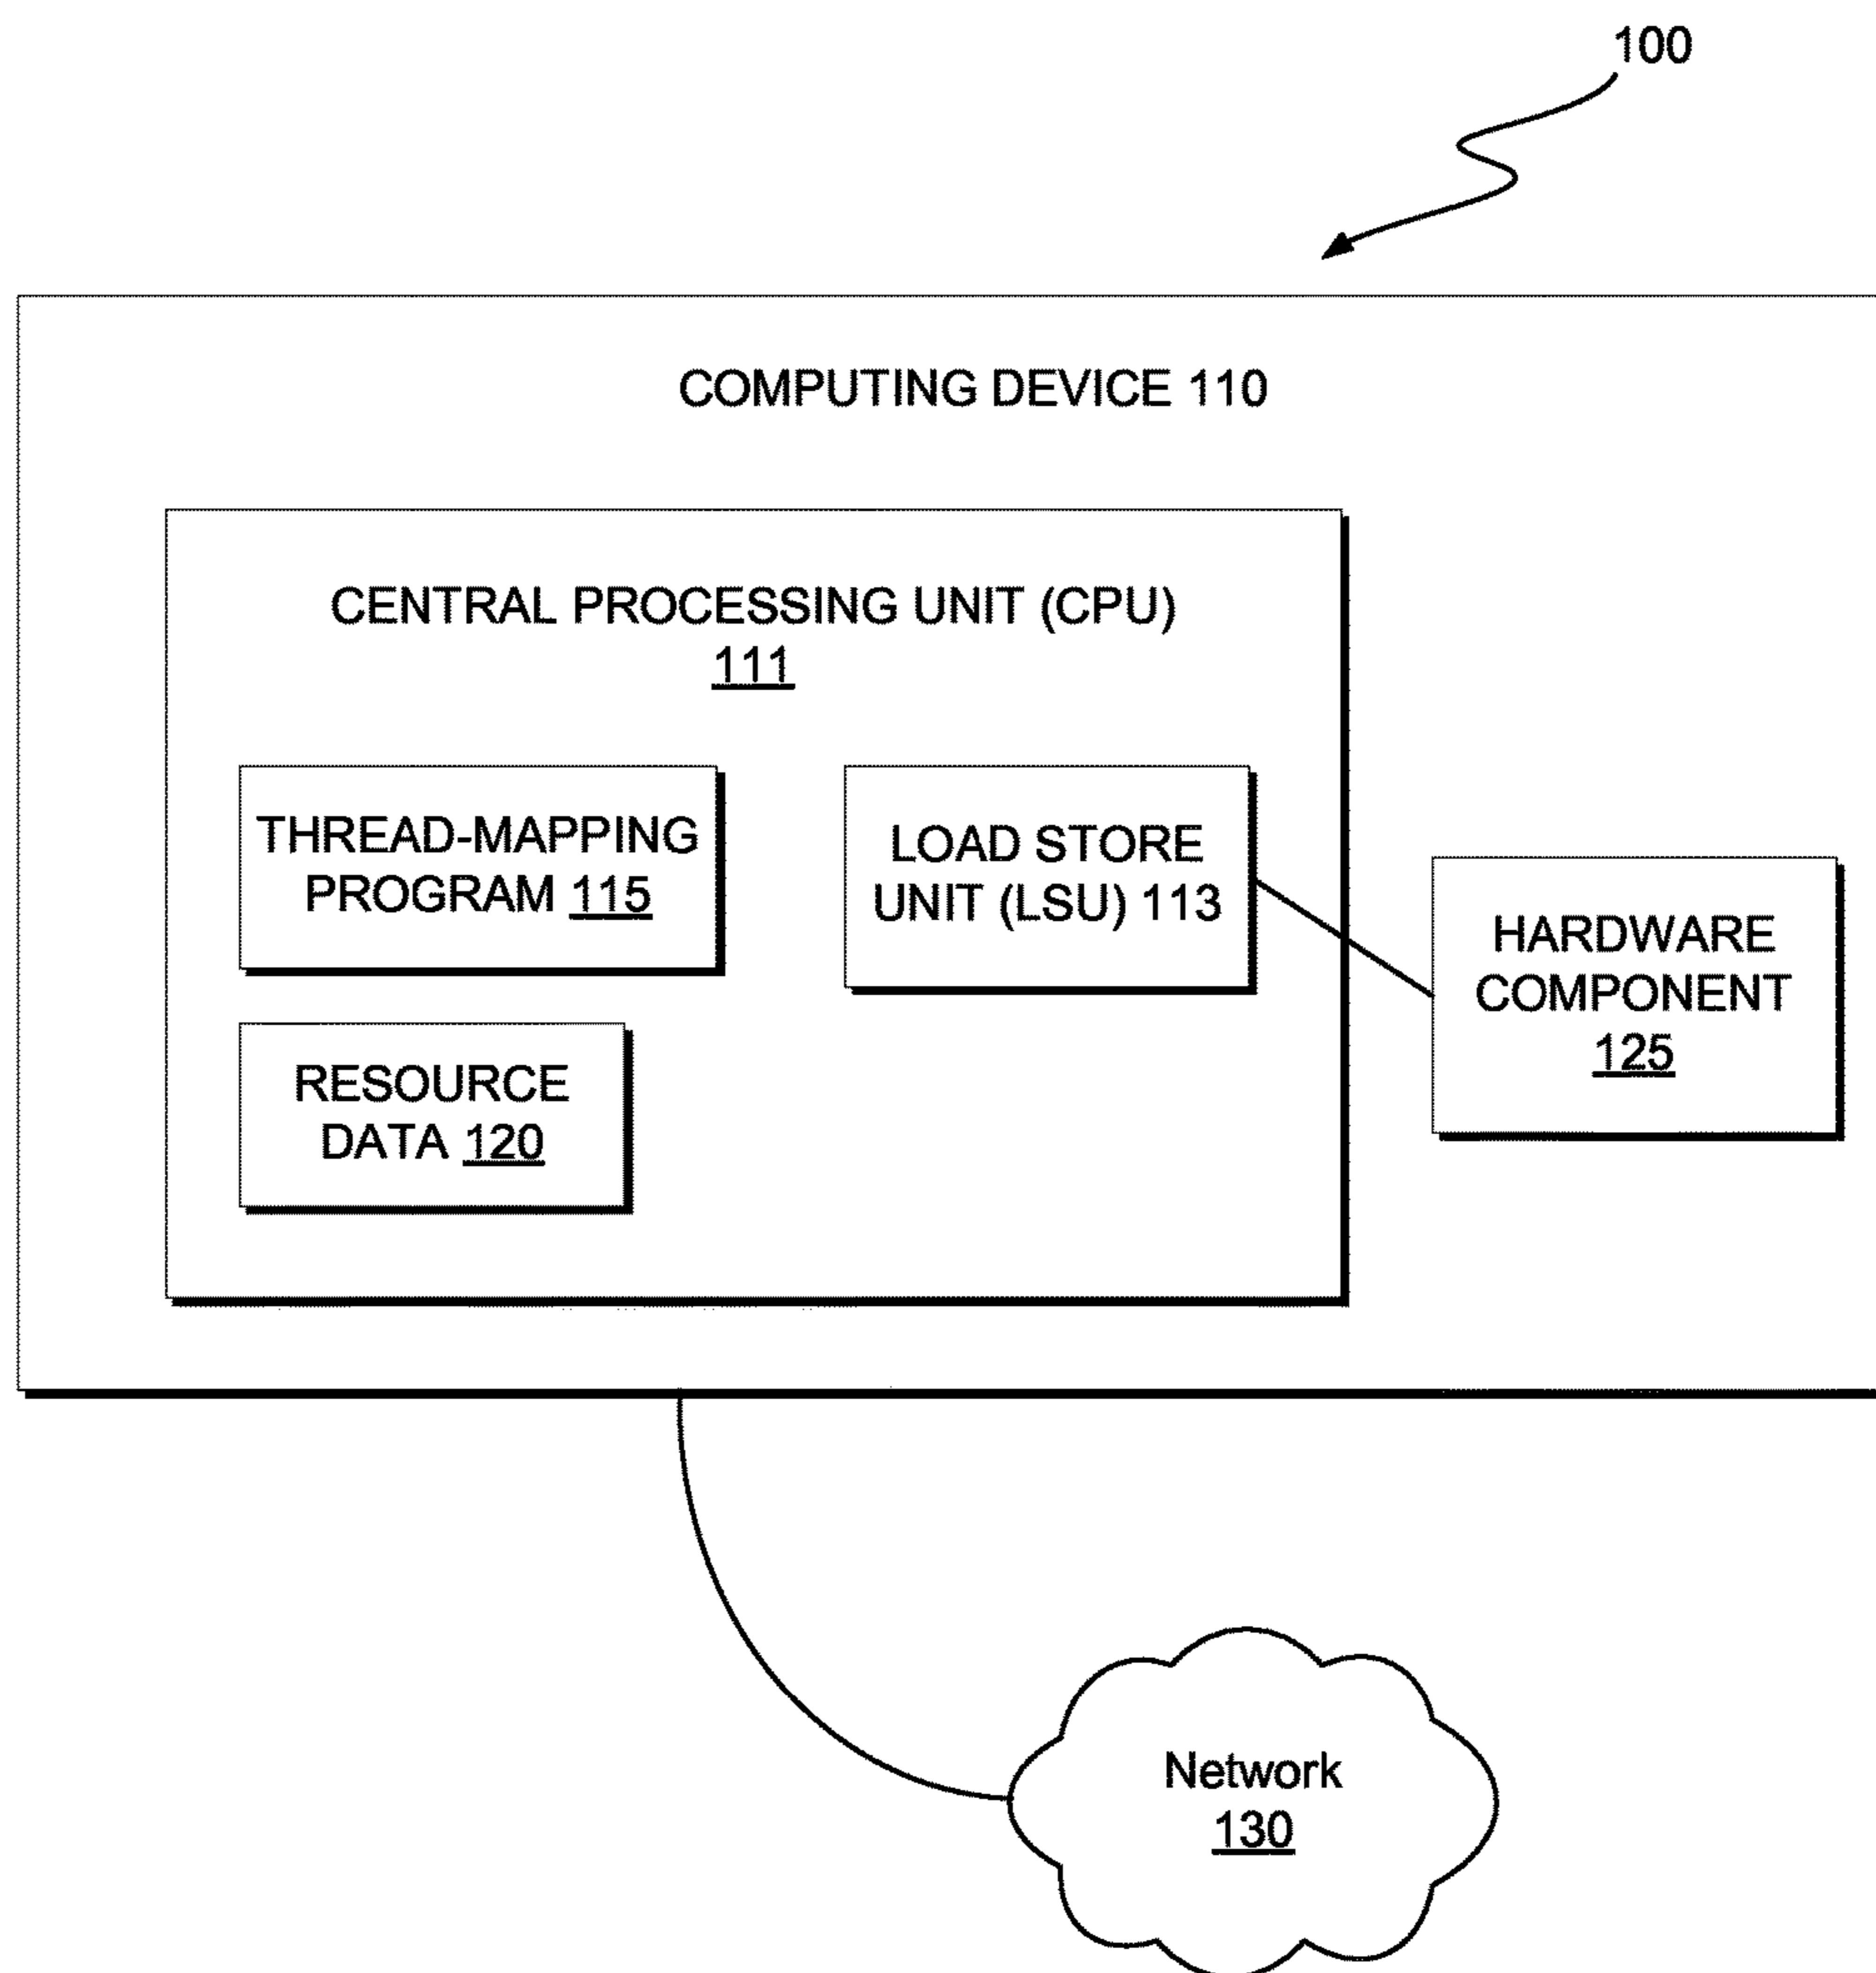 100
COMPUTING DEVICE 110
CENTRAL PROCESSING UNIT (CPU)
111
THREAD-MAPPING
PROGRAM 115
LOAD STORE
UNIT (LSU) 113
HARDWARE
COMPONENT
125
RESOURCE
DATA 120
Network
130